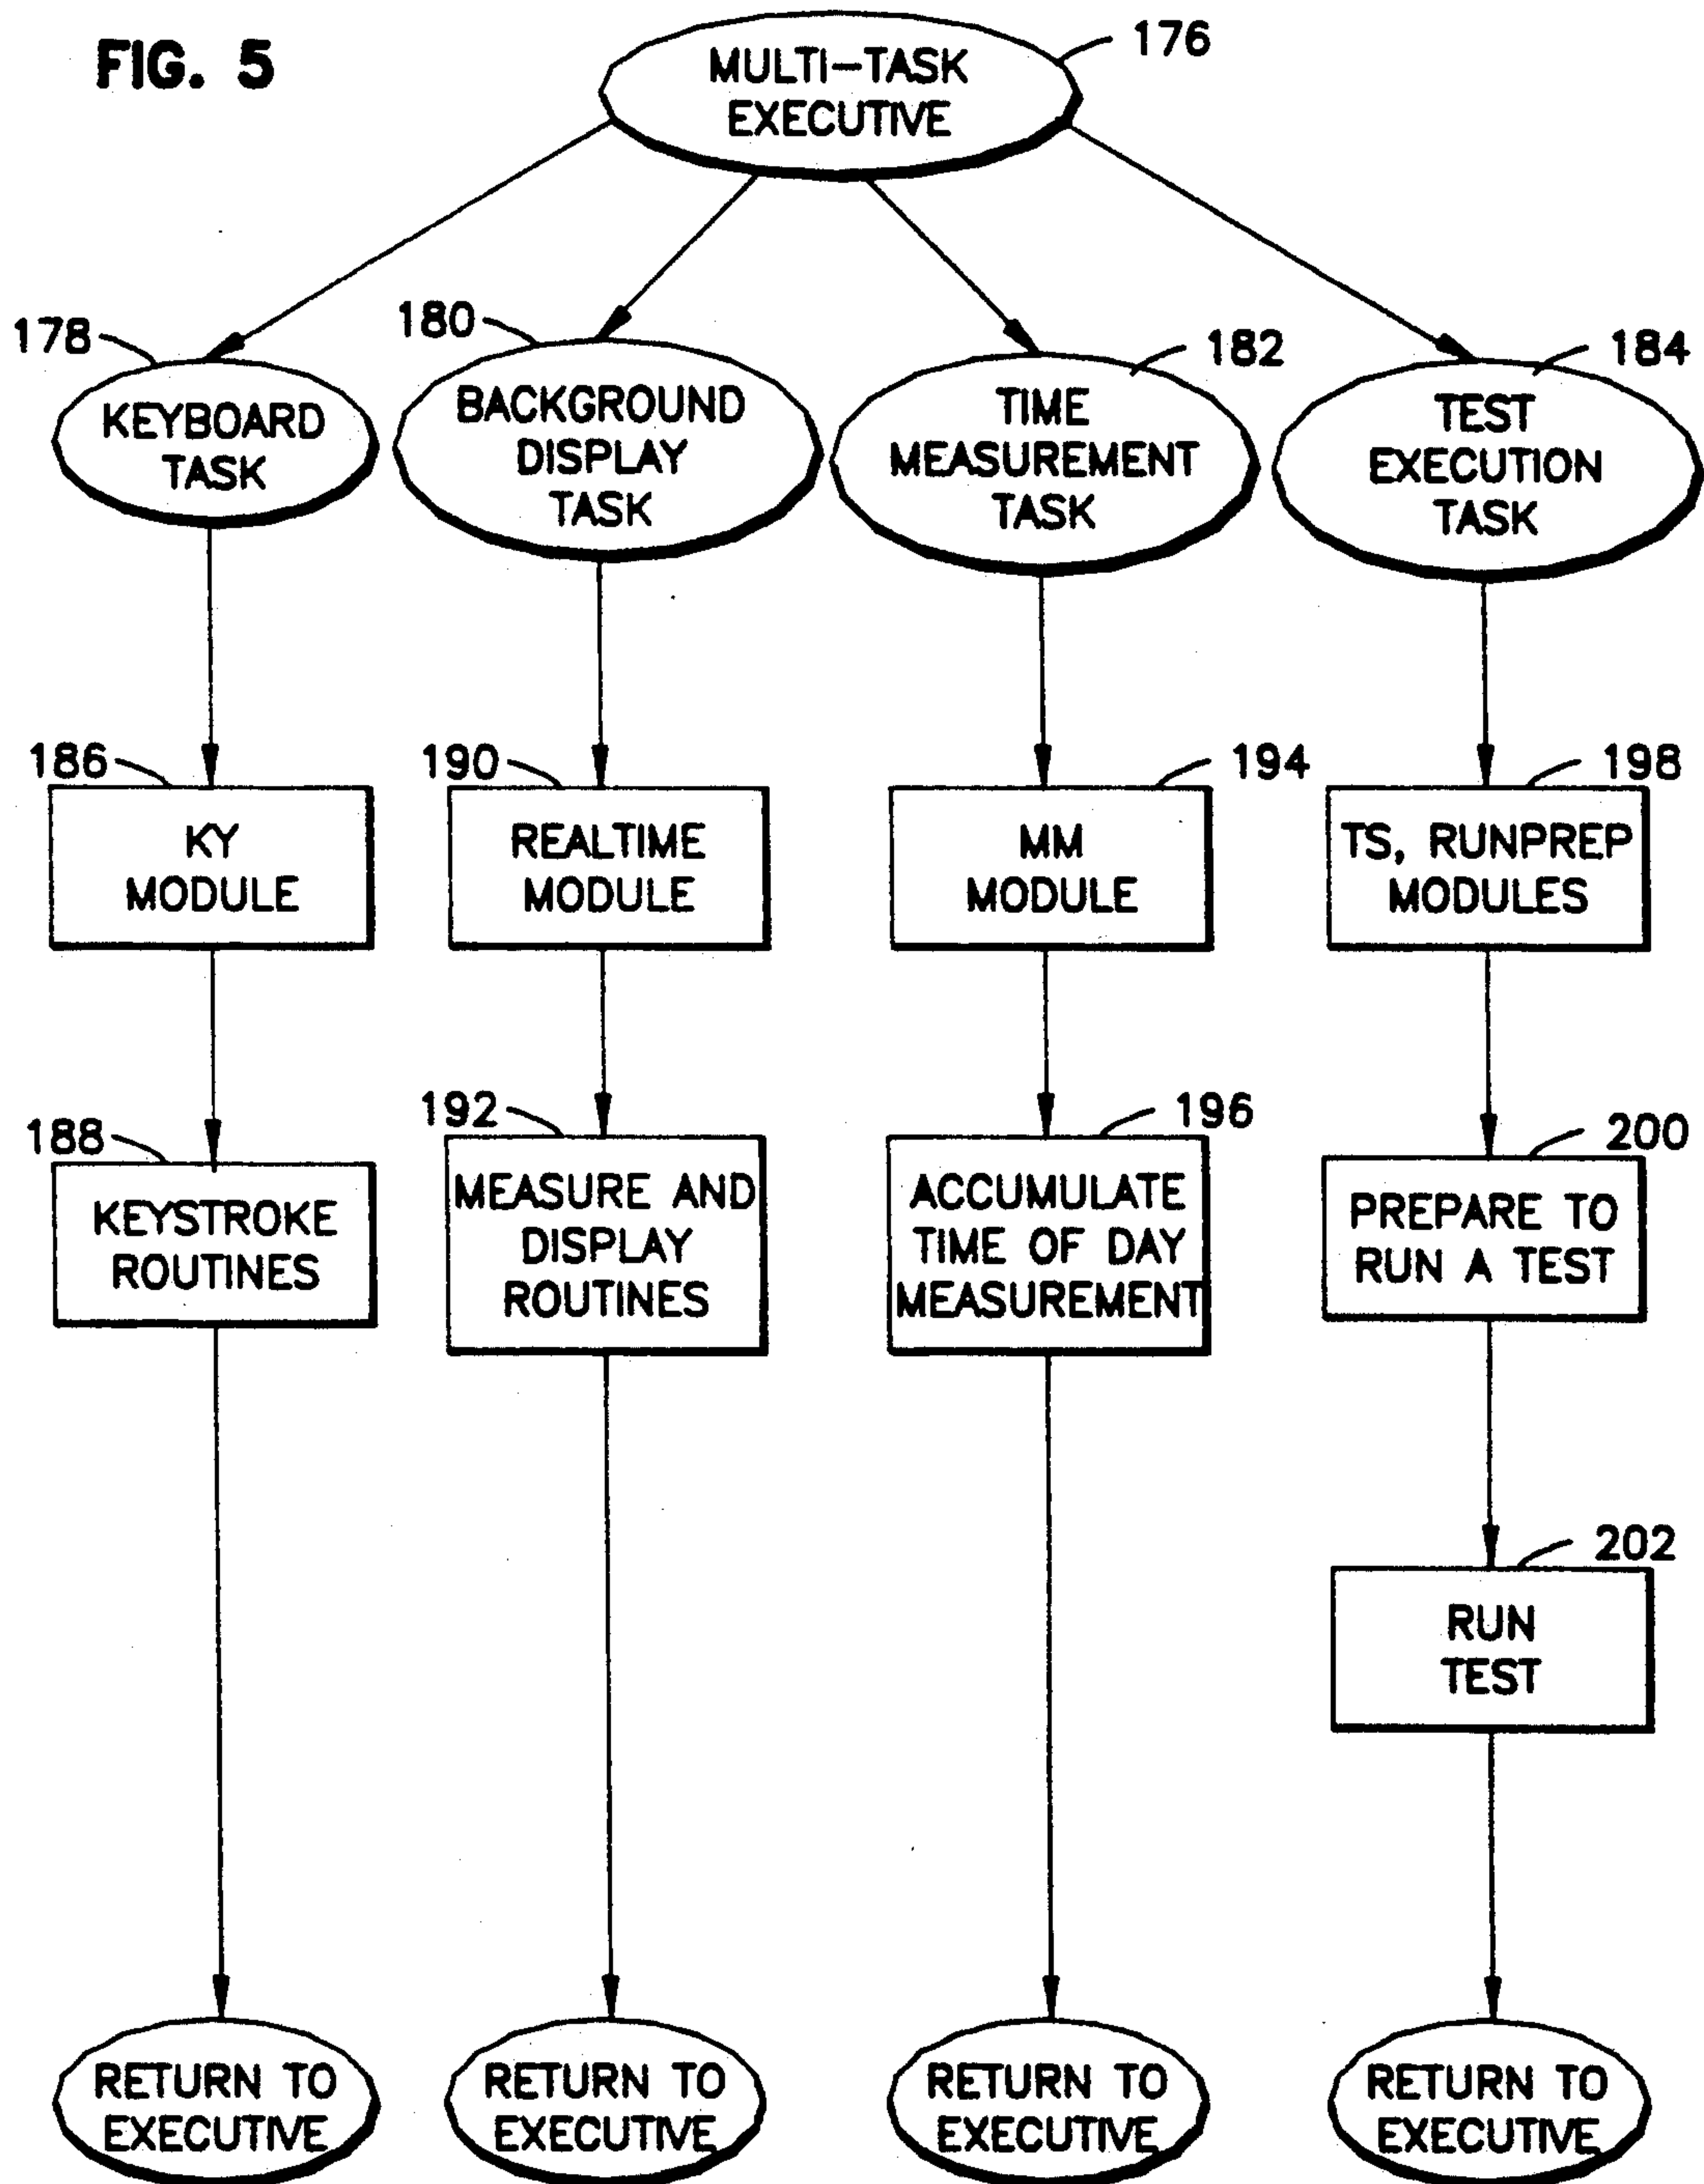 FIG. 5
176
MULTI-TASK
EXECUTIVE
178
KEYBOARD
TASK
180
BACKGROUND
DISPLAY
TASK
182
TIME
MEASUREMENT
TASK
184
TEST
EXECUTION
TASK
186
KY
MODULE
190
REALTIME
MODULE
194
MM
MODULE
198
TS, RUNPREP
MODULES
188
KEYSTROKE
ROUTINES
192
MEASURE AND
DISPLAY
ROUTINES
196
ACCUMULATE
TIME OF DAY
MEASUREMENT
200
PREPARE TO
RUN A TEST
202
RUN
TEST
RETURN TO
EXECUTIVE
RETURN TO
EXECUTIVE
RETURN TO
EXECUTIVE
RETURN TO
EXECUTIVE